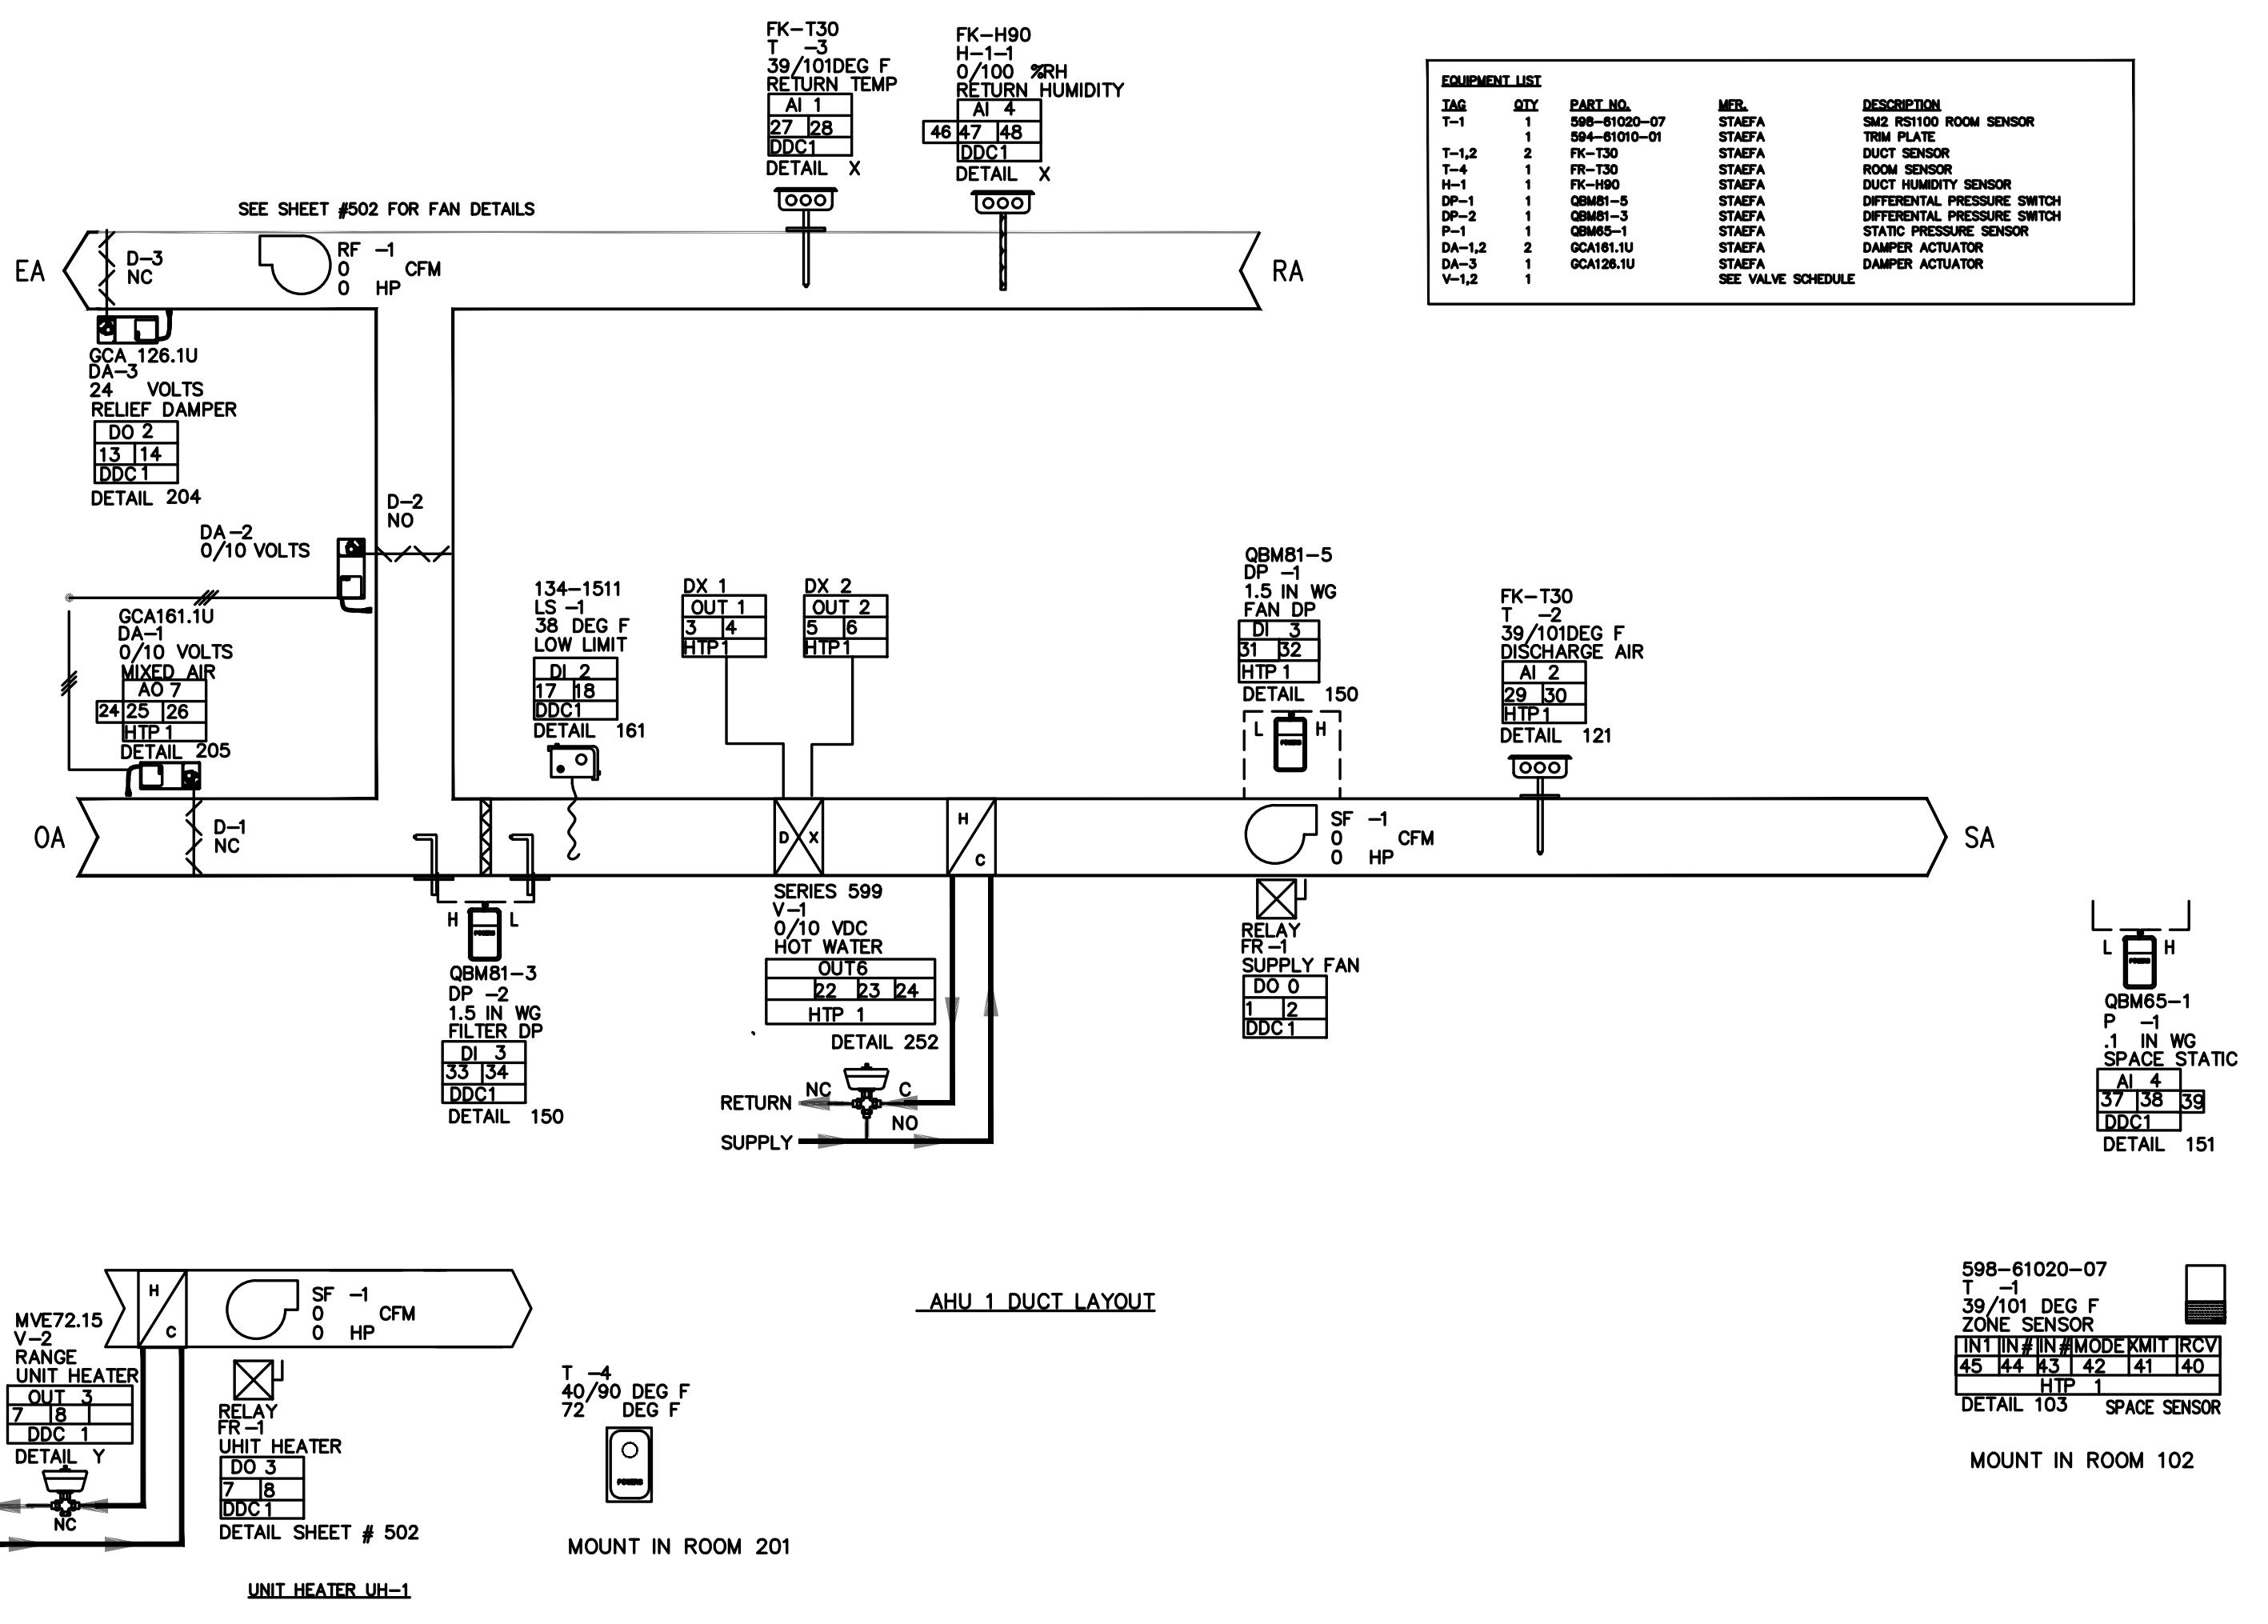 FK-T30
T -3
39/101DEG F
RETURN TEMP
AI 1
27 28
DDC1
DETAIL X
FK-H90
H-1-1
0/100 %RH
RETURN HUMIDITY
AI 4
46 47 48
DDC1
DETAIL X
EQUIPMENT LIST
TAG QTY PART NO. MFR. DESCRIPTION
T-1 1 598-61020-07 STAEFA SM2 RS1100 ROOM SENSOR
1 594-61010-01 STAEFA TRIM PLATE
T-1,2 2 FK-T30 STAEFA DUCT SENSOR
T-4 1 FR-T30 STAEFA ROOM SENSOR
H-1 1 FK-H90 STAEFA DUCT HUMIDITY SENSOR
DP-1 1 QBM81-5 STAEFA DIFFERENTIAL PRESSURE SWITCH
DP-2 1 QBM81-3 STAEFA DIFFERENTIAL PRESSURE SWITCH
P-1 1 QBM65-1 STAEFA STATIC PRESSURE SENSOR
DA-1,2 2 GCA161.1U STAEFA DAMPER ACTUATOR
DA-3 1 GCA126.1U STAEFA DAMPER ACTUATOR
V-1,2 1 SEE VALVE SCHEDULE
SEE SHEET #502 FOR FAN DETAILS
EA
D-3
NC
RF -1
0 CFM
0 HP
RA
GCA 126.1U
DA-3
24 VOLTS
RELIEF DAMPER
DO 2
13 14
DDC1
DETAIL 204
D-2
NO
DA-2
0/10 VOLTS
GCA161.1U
DA-1
0/10 VOLTS
MIXED AIR
AO 7
24 25 26
HTP 1
DETAIL 205
134-1511
LS -1
38 DEG F
LOW LIMIT
DI 2
17 18
DDC1
DETAIL 161
DX 1
OUT 1
3 4
HTP1
DX 2
OUT 2
5 6
HTP1
QBM81-5
DP -1
1.5 IN WG
FAN DP
DI 3
31 32
HTP 1
DETAIL 150
L H
FK-T30
T -2
39/101DEG F
DISCHARGE AIR
AI 2
29 30
HTP1
DETAIL 121
OA
D-1
NC
D X
H
C
SF -1
0 CFM
0 HP
SA
H L
QBM81-3
DP -2
1.5 IN WG
FILTER DP
DI 3
33 34
DDC1
DETAIL 150
SERIES 599
V-1
0/10 VDC
HOT WATER
OUT6
22 23 24
HTP 1
DETAIL 252
RETURN NC C
NO
SUPPLY
RELAY
FR-1
SUPPLY FAN
DO 0
1 2
DDC1
L H
QBM65-1
P -1
.1 IN WG
SPACE STATIC
AI 4
37 38 39
DDC1
DETAIL 151
H
C
SF -1
0 CFM
0 HP
MVE72.15
V-2
RANGE
UNIT HEATER
OUT 3
7 8
DDC 1
DETAIL Y
NC
RELAY
FR-1
UHIT HEATER
DO 3
7 8
DDC1
DETAIL SHEET # 502
UNIT HEATER UH-1
T -4
40/90 DEG F
72 DEG F
POWERS
MOUNT IN ROOM 201
AHU 1 DUCT LAYOUT
598-61020-07
T -1
39/101 DEG F
ZONE SENSOR
IN1 IN# IN# MODE XMIT RCV
45 44 43 42 41 40
HTP 1
DETAIL 103 SPACE SENSOR
MOUNT IN ROOM 102